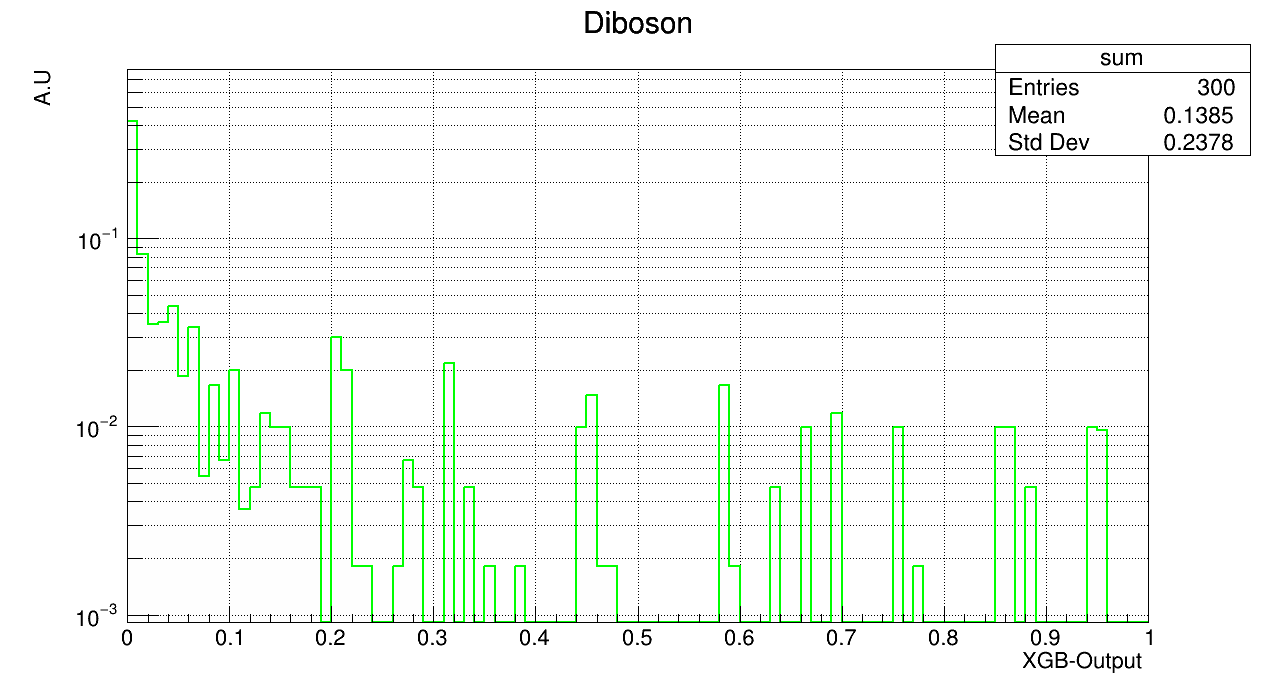 Diboson
A.U
sum
Entries 300
Mean 0.1385
Std Dev 0.2378
10⁻¹
10⁻²
10⁻³
0 0.1 0.2 0.3 0.4 0.5 0.6 0.7 0.8 0.9 1
XGB-Output